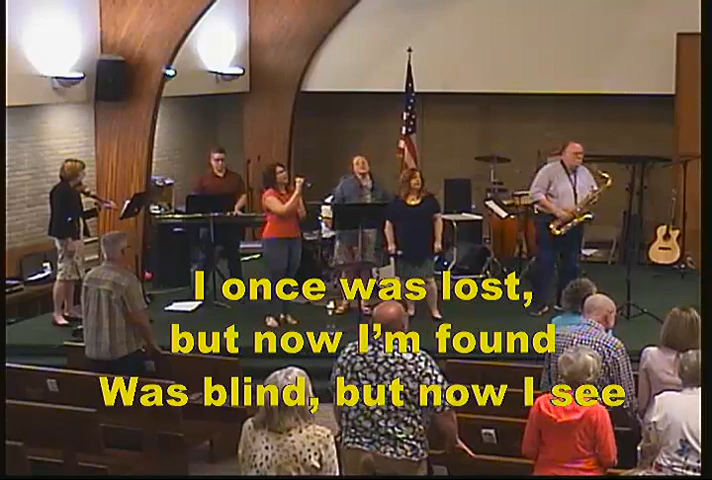 I once was lost,
but now I'm found
Was blind, but now I see